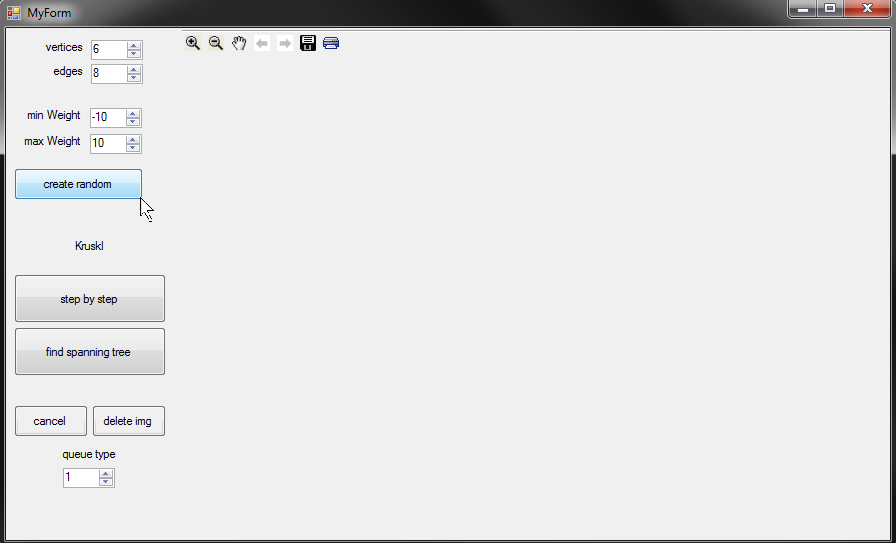 MyForm
vertices 6
edges 8
min Weight -10
max Weight 10
create random
Kruskl
step by step
find spanning tree
cancel delete img
queue type
1